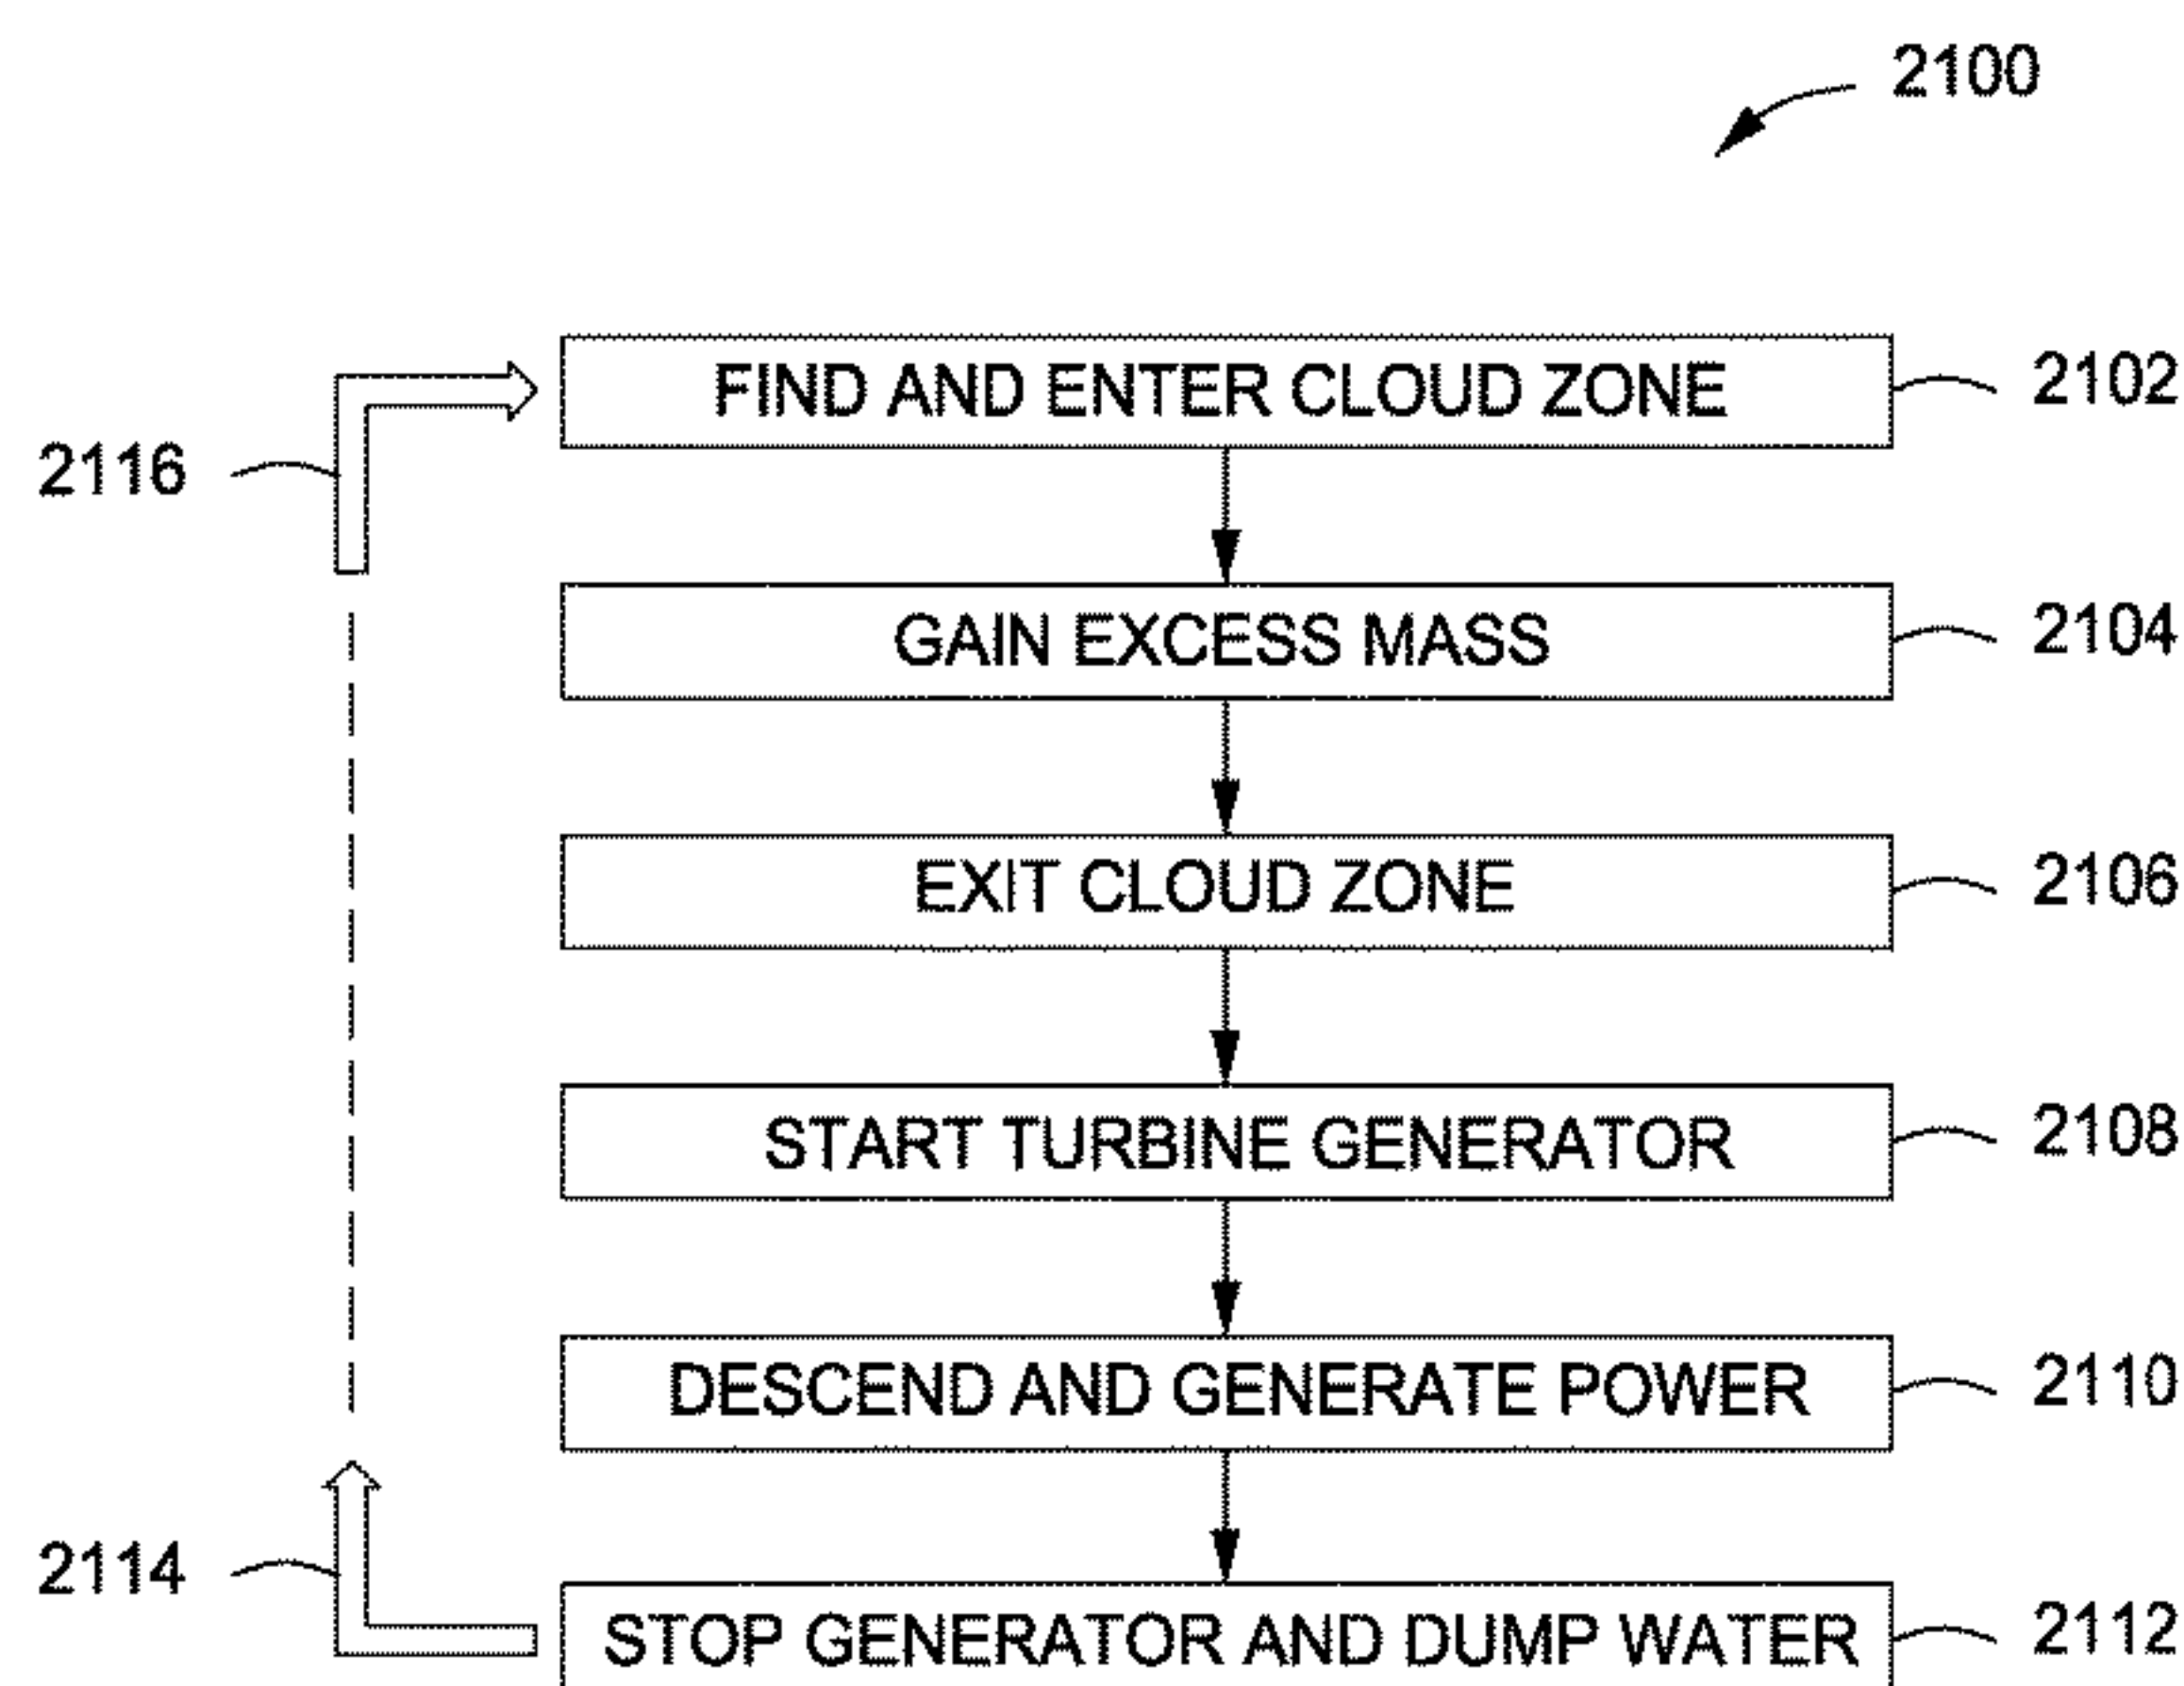 2100
FIND AND ENTER CLOUD ZONE
2102
2116
GAIN EXCESS MASS
2104
EXIT CLOUD ZONE
2106
START TURBINE GENERATOR
2108
DESCEND AND GENERATE POWER
2110
2114
STOP GENERATOR AND DUMP WATER
2112